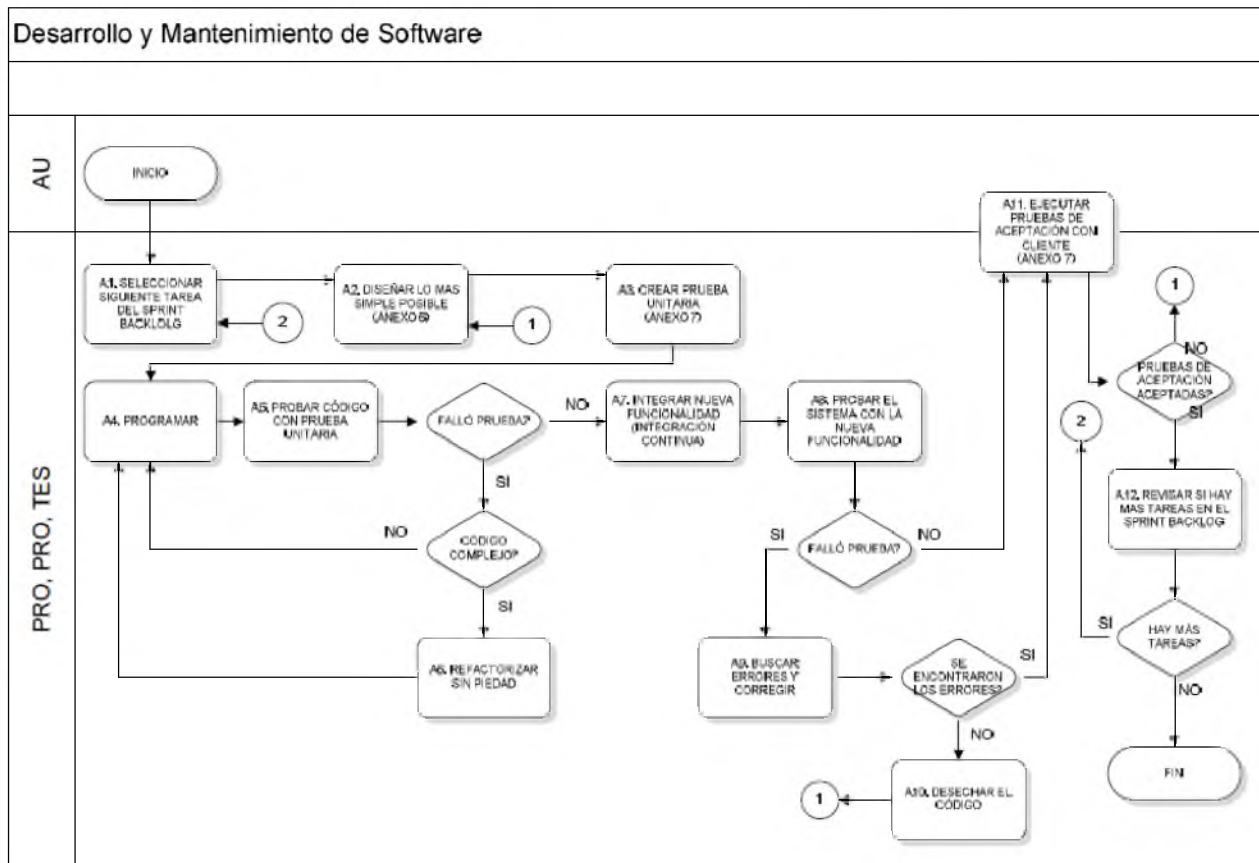 Desarrollo y Mantenimiento de Software
AU
INICIO
A11. EJECUTAR
PRUEBAS DE
ACEPTACIÓN CON
CLIENTE
(ANEXO 7)
PRO, PRO, TES
A1. SELECCIONAR
SIGUIENTE TAREA
DEL SPRINT
BACKLOLG
2
A2. DISEÑAR LO MAS
SIMPLE POSIBLE
(ANEXO 6)
1
A3. CREAR PRUEBA
UNITARIA
(ANEXO 7)
1
NO
PRUEBAS DE
ACEPTACIÓN
ACEPTADAS?
SI
2
A4. PROGRAMAR
A5. PROBAR CÓDIGO
CON PRUEBA
UNITARIA
FALLÓ PRUEBA?
NO
SI
A7. INTEGRAR NUEVA
FUNCIONALIDAD
(INTEGRACIÓN
CONTINUA)
A8. PROBAR EL
SISTEMA CON LA
NUEVA
FUNCIONALIDAD
A12. REVISAR SI HAY
MAS TAREAS EN EL
SPRINT BACKLOG
NO
CODIGO
COMPLEJO?
SI
SI
FALLÓ PRUEBA?
NO
SI
HAY MÁS
TAREAS?
NO
A6. REFACTORIZAR
SIN PIEDAD
A9. BUSCAR
ERRORES Y
CORREGIR
SE
ENCONTRARON
LOS ERRORES?
SI
NO
1
A10. DESECHAR EL
CÓDIGO
FIN